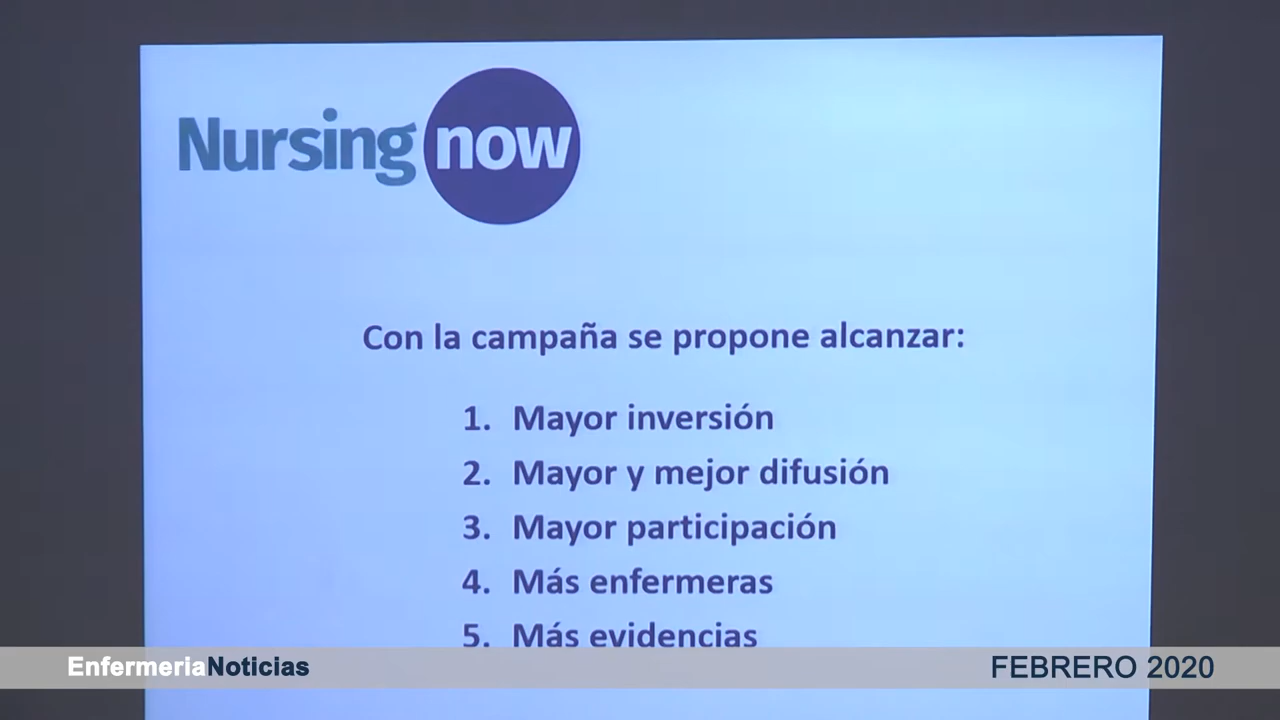 Nursing now
Con la campaña se propone alcanzar:
1. Mayor inversión
2. Mayor y mejor difusión
3. Mayor participación
4. Más enfermeras
5. Más evidencias
EnfermeriaNoticias
FEBRERO 2020